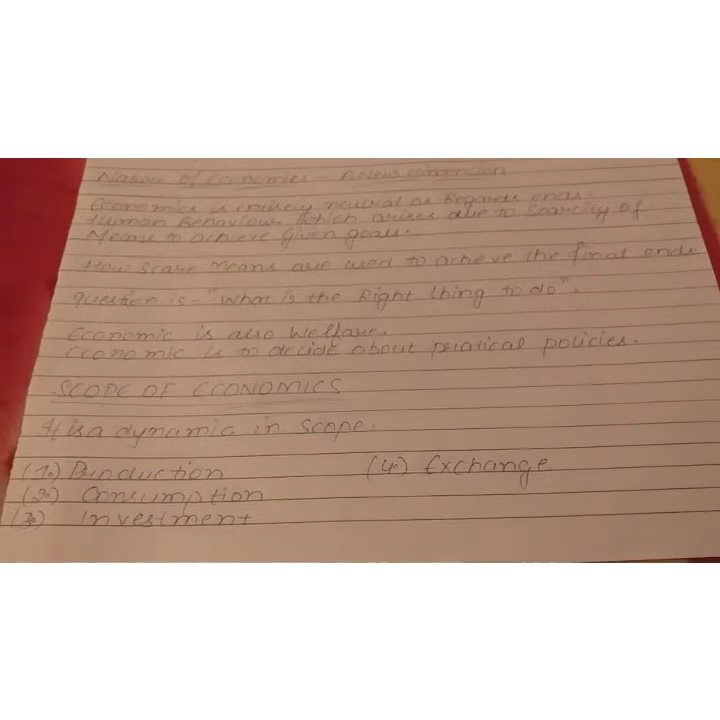 Nature of Economics - A New Dimension
Economics is entirely neutral as Regards ends.
Human Behaviour which arises due to Scarcity of
Means to achieve given goals.
How scare Means are used to acheve the final ends
Question is - "What is the Right thing to do".
Economic is also Welfare.
Economic is to decide about pratical policies.
SCOPE OF ECONOMICS
It is a dynamic in scope.
(1.) Production (4.) Exchange
(2.) Consumption
(3.) Investment